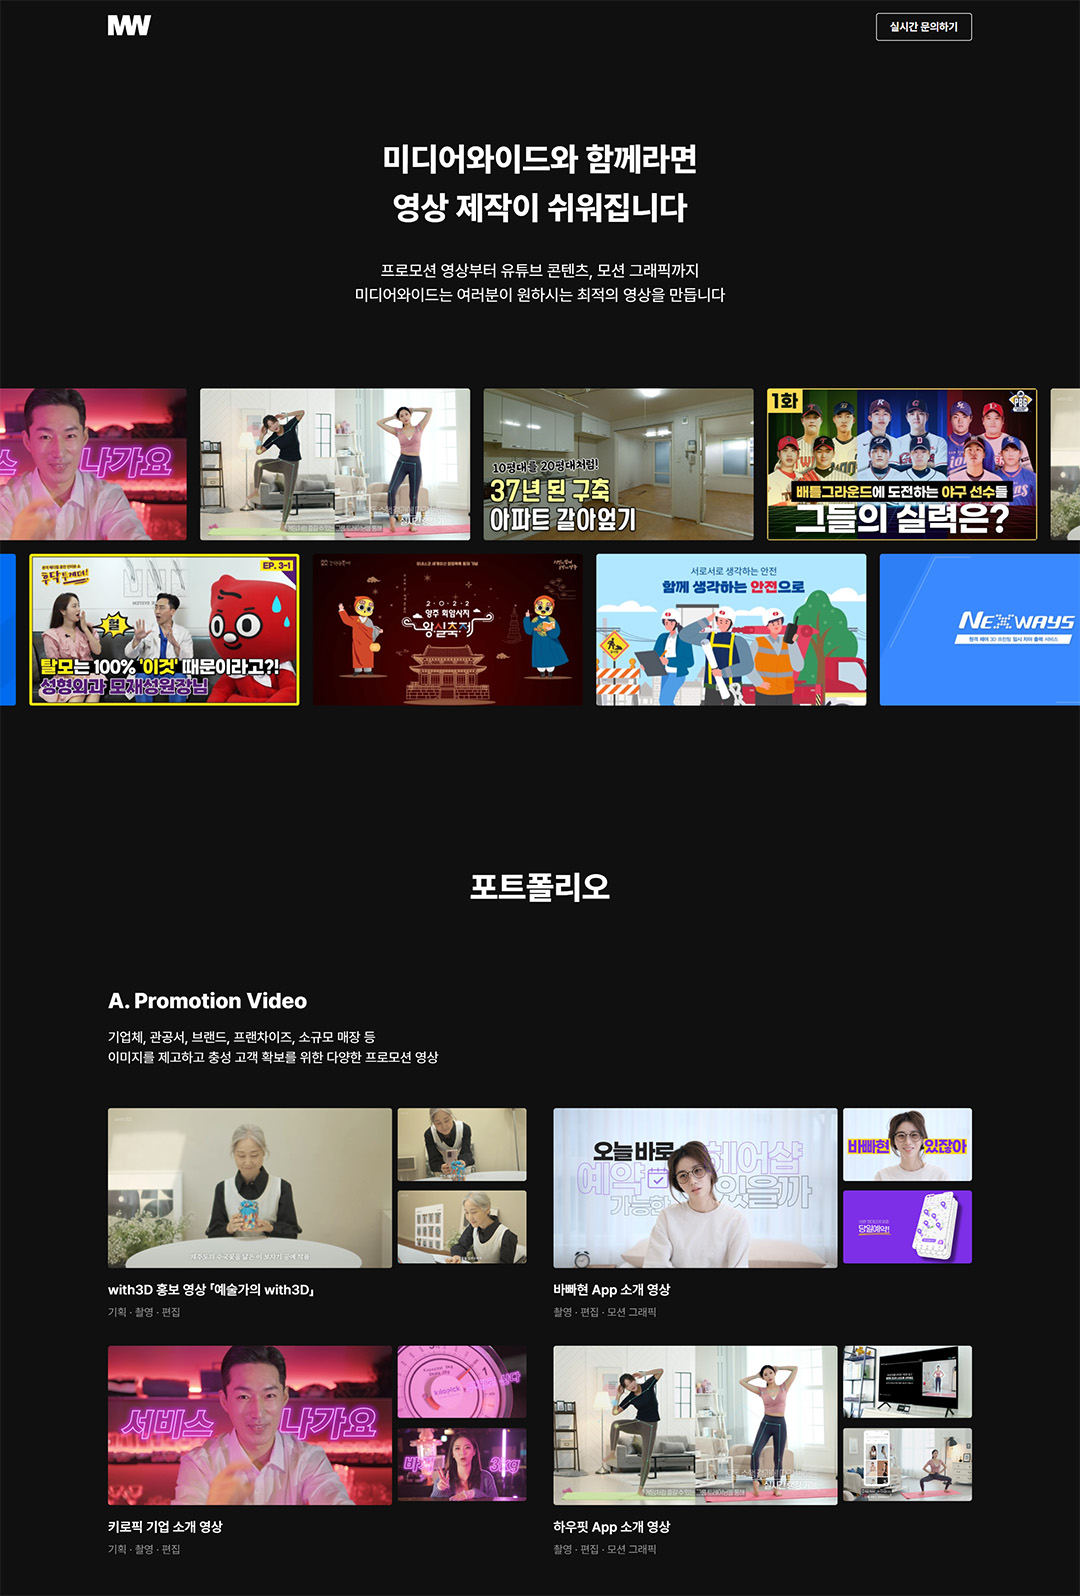 MW
실시간 문의하기
미디어와이드와 함께라면
영상 제작이 쉬워집니다
프로모션 영상부터 유튜브 콘텐츠, 모션 그래픽까지
미디어와이드는 여러분이 원하시는 최적의 영상을 만듭니다
스 나가요
10평대를 20평대처럼!
37년 된 구축
아파트 갈아엎기
1화
배틀그라운드에 도전하는 야구 선수들
그들의 실력은?
후닥투게더!
EP. 3-1
헐
탈모는 100% '이것' 때문이라고?!
성형외과 모재성원장님
2022
양주 회암사지
왕실축제
서로서로 생각하는 안전
함께 생각하는 안전으로
NEXWAYS
포트폴리오
A. Promotion Video
기업체, 관공서, 브랜드, 프랜차이즈, 소규모 매장 등
이미지를 제고하고 충성 고객 확보를 위한 다양한 프로모션 영상
오늘 바로 헤어샵
예약 있을까
가능한
바빠현 있잖아
당일예약!
with3D 홍보 영상 「예술가의 with3D」
기획 · 촬영 · 편집
바빠현 App 소개 영상
촬영 · 편집 · 모션 그래픽
서비스 나가요
kilopick
3kg
키로픽 기업 소개 영상
기획 · 촬영 · 편집
하우핏 App 소개 영상
촬영 · 편집 · 모션 그래픽